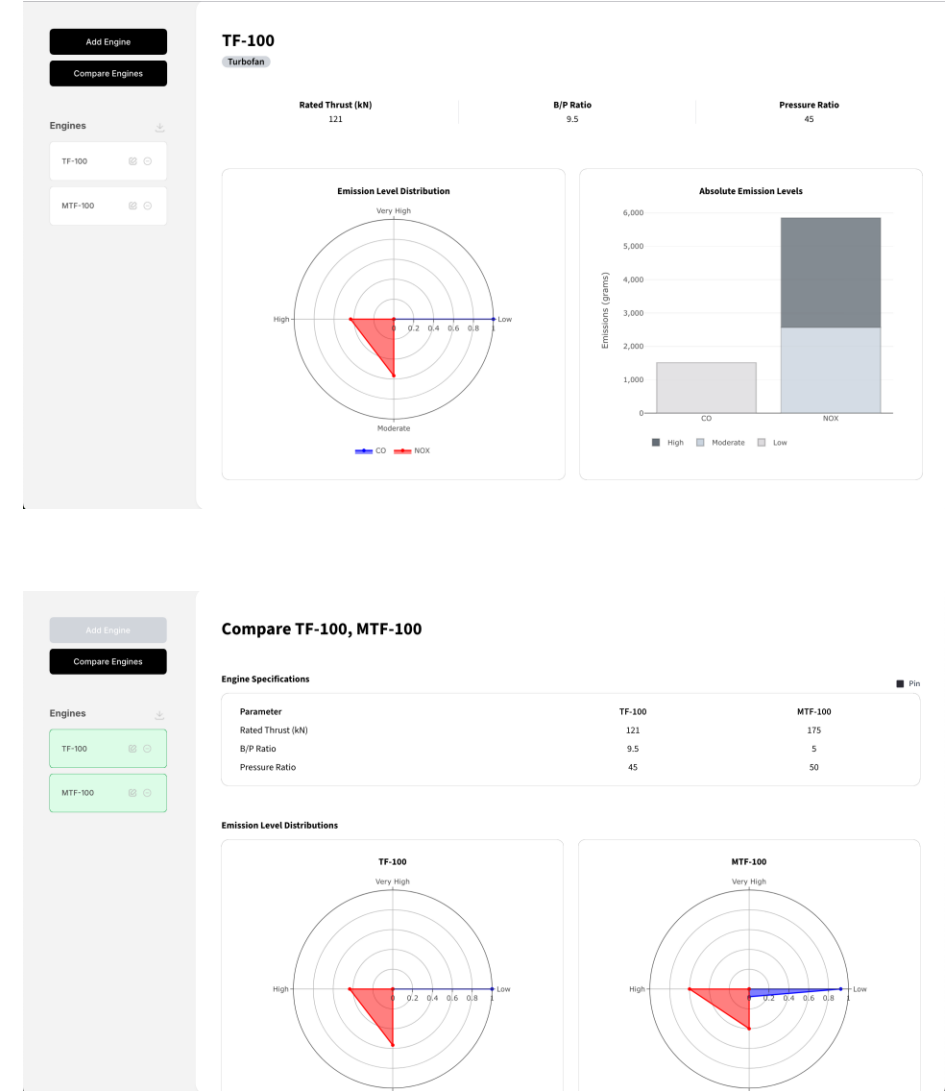 Add Engine
Compare Engines
Engines
TF-100
MTF-100
TF-100
Turbofan
Rated Thrust (kN) B/P Ratio Pressure Ratio
121 9.5 45
Emission Level Distribution
Very High
High
Low
0 0.2 0.4 0.6 0.8 1
Moderate
CO NOX
Absolute Emission Levels
6,000
5,000
4,000
3,000
2,000
1,000
0
Emissions (grams)
CO NOX
High Moderate Low
Add Engine
Compare Engines
Engines
TF-100
MTF-100
Compare TF-100, MTF-100
Engine Specifications
Pin
Parameter TF-100 MTF-100
Rated Thrust (kN) 121 175
B/P Ratio 9.5 5
Pressure Ratio 45 50
Emission Level Distributions
TF-100
Very High
High
Low
0 0.2 0.4 0.6 0.8 1
MTF-100
Very High
High
Low
0 0.2 0.4 0.6 0.8 1